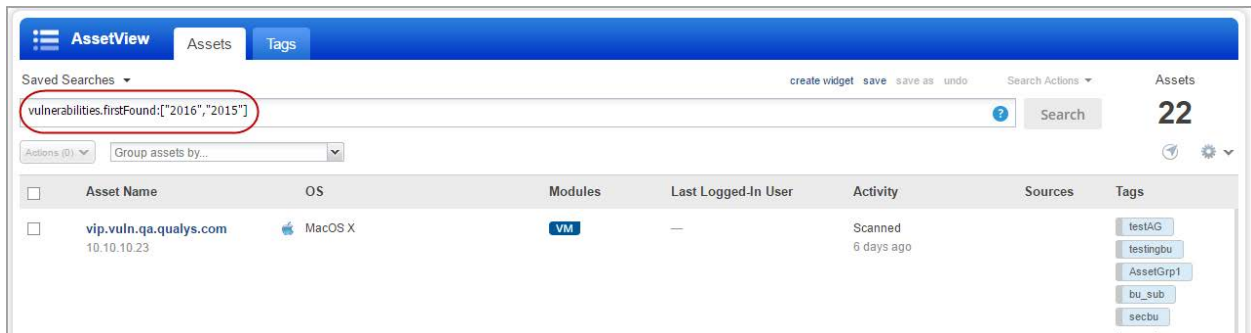 AssetView Assets Tags
Saved Searches create widget save save as undo Search Actions Assets
vulnerabilities.firstFound:["2016","2015"] ? Search 22
Actions (0) Group assets by...
Asset Name OS Modules Last Logged-In User Activity Sources Tags
vip.vuln.qa.qualys.com MacOS X VM — Scanned testAG
10.10.10.23 6 days ago testingbu
AssetGrp1
bu_sub
secbu